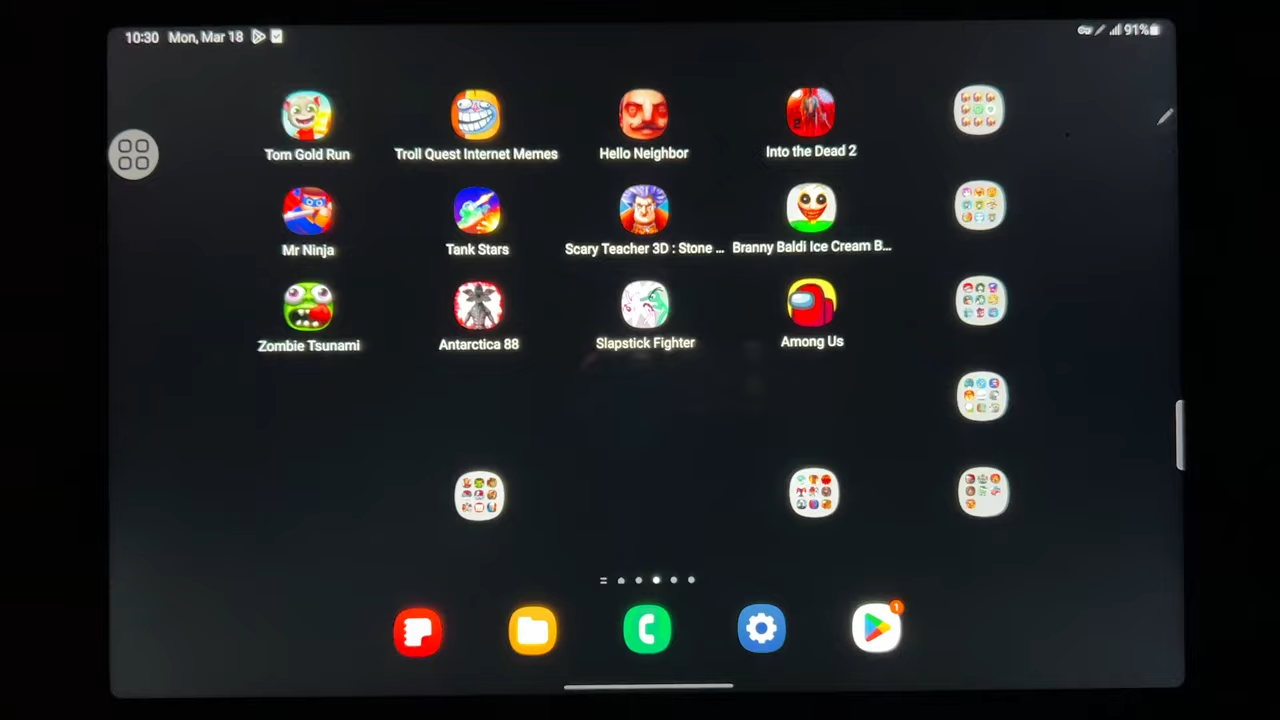 10:30 Mon, Mar 18
91%
Tom Gold Run
Troll Quest Internet Memes
Hello Neighbor
Into the Dead 2
Mr Ninja
Tank Stars
Scary Teacher 3D : Stone ...
Branny Baldi Ice Cream B...
Zombie Tsunami
Antarctica 88
Slapstick Fighter
Among Us
1